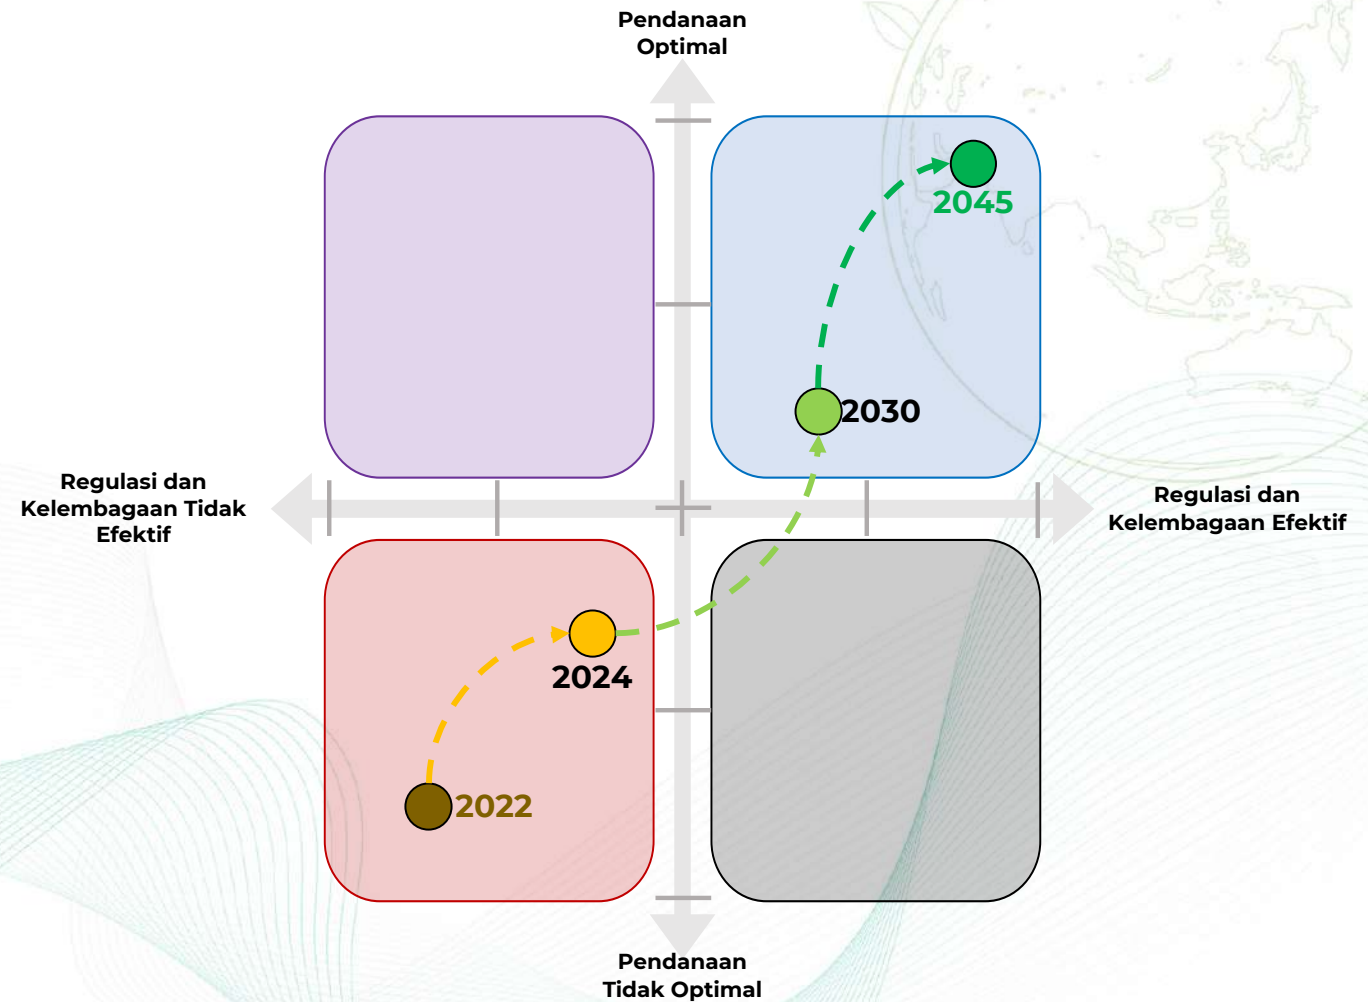 Pendanaan
Optimal
2045
2030
Regulasi dan
Kelembagaan Tidak
Efektif
Regulasi dan
Kelembagaan Efektif
2024
2022
Pendanaan
Tidak Optimal